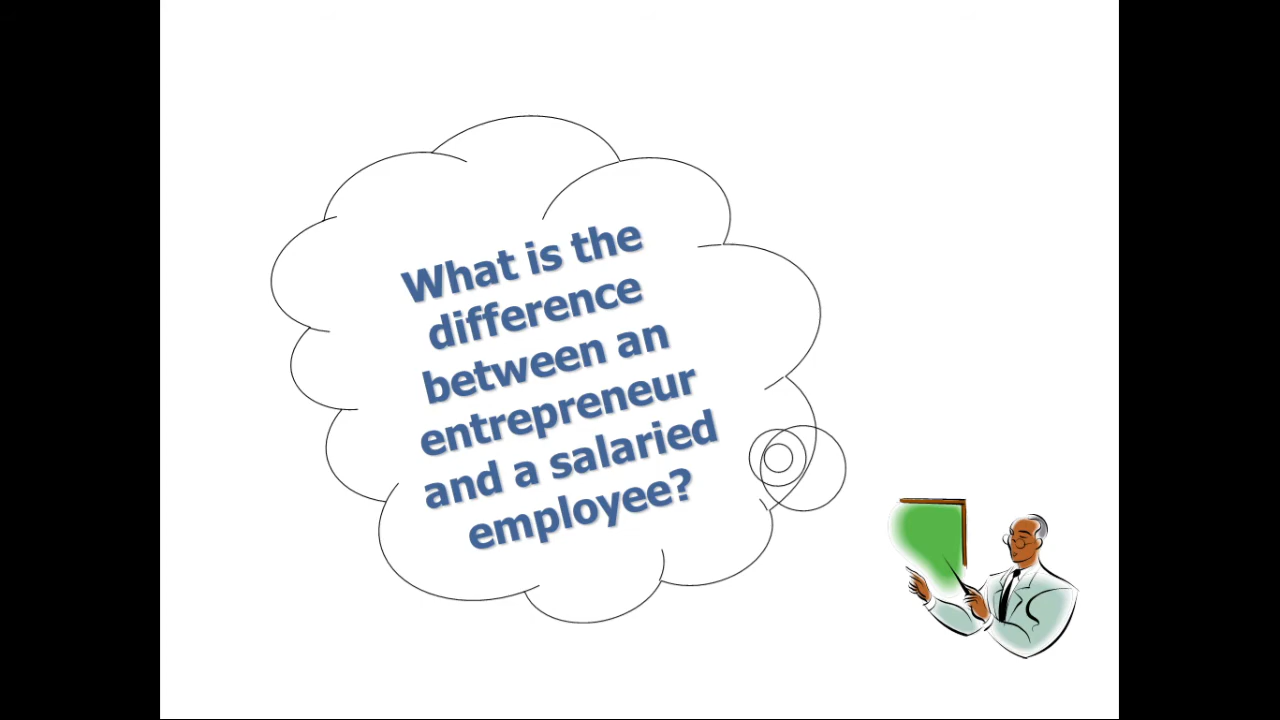 What is the
difference
between an
entrepreneur
and a salaried
employee?